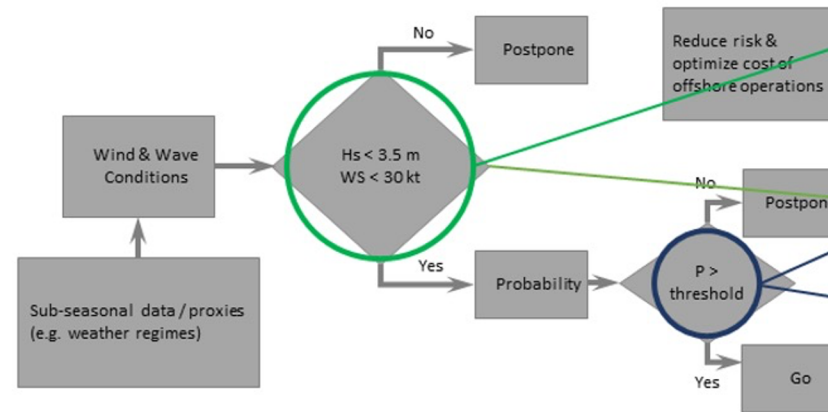 No
Postpone
Reduce risk &
optimize cost of
offshore operations
Wind & Wave
Conditions
Hs < 3.5 m
WS < 30 kt
No
Postpon
Yes
Probability
P >
threshold
Sub-seasonal data / proxies
(e.g. weather regimes)
Yes
Go